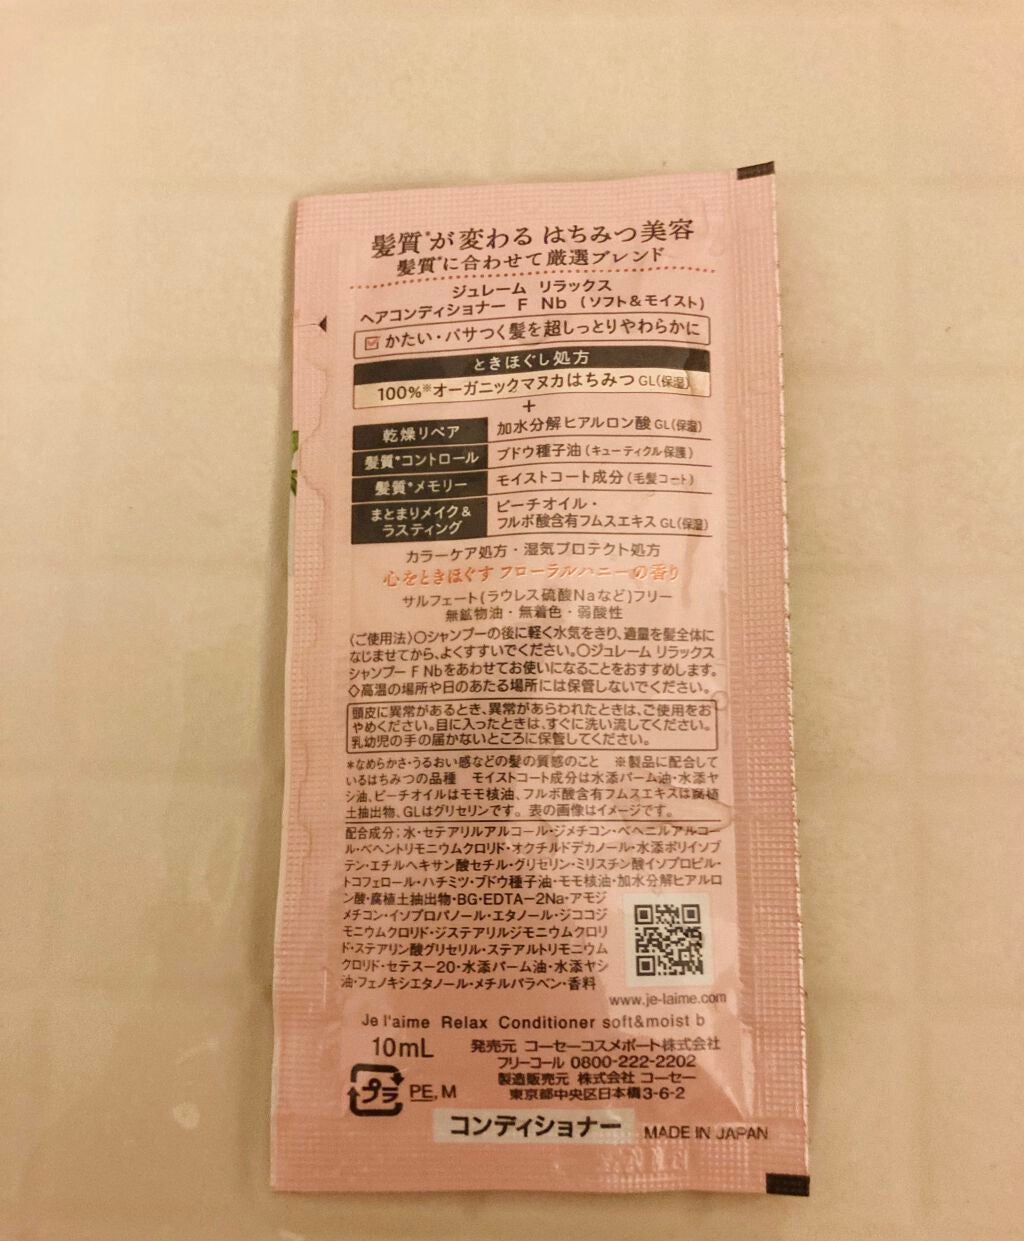 髪質*が変わる はちみつ美容
髪質*に合わせて厳選ブレンド
ジュレーム リラックス
ヘアコンディショナー F Nb (ソフト&モイスト)
かたい・パサつく髪を超しっとりやわらかに
ときほぐし処方
100%※オーガニックマヌカはちみつ GL(保湿)
+
乾燥リペア 加水分解ヒアルロン酸 GL(保湿)
髪質*コントロール ブドウ種子油(キューティクル保護)
髪質*メモリー モイストコート成分(毛髪コート)
まとまりメイク&ラスティング ピーチオイル・
フルボ酸含有フムスエキス GL(保湿)
カラーケア処方・湿気プロテクト処方
心をときほぐす フローラルハニーの香り
サルフェート(ラウレス硫酸Naなど)フリー
無鉱物油・無着色・弱酸性
〈ご使用法〉○シャンプーの後に軽く水気をきり、適量を髪全体に
なじませてから、よくすすいでください。○ジュレーム リラックス
シャンプー F Nbをあわせてお使いになることをおすすめします。
◇高温の場所や日のあたる場所には保管しないでください。
頭皮に異常があるとき、異常があらわれたときは、ご使用をお
やめください。目に入ったときは、すぐに洗い流してください。
乳幼児の手の届かないところに保管してください。
*なめらかさ・うるおい感などの髪の質感のこと ※製品に配合して
いるはちみつの品種 モイストコート成分は水添パーム油・水添ヤ
シ油、ピーチオイルはモモ核油、フルボ酸含有フムスエキスは腐植
土抽出物、GLはグリセリンです。表の画像はイメージです。
配合成分：水・セテアリルアルコール・ジメチコン・ベヘニルアルコー
ル・ベヘントリモニウムクロリド・オクチルドデカノール・水添ポリイソブ
テン・エチルヘキサン酸セチル・グリセリン・ミリスチン酸イソプロピル・
トコフェロール・ハチミツ・ブドウ種子油・モモ核油・加水分解ヒアルロ
ン酸・腐植土抽出物・BG・EDTA-2Na・アモジ
メチコン・イソプロパノール・エタノール・ジココジ
モニウムクロリド・ジステアリルジモニウムクロリ
ド・ステアリン酸グリセリル・ステアルトリモニウム
クロリド・セテス-20・水添パーム油・水添ヤシ
油・フェノキシエタノール・メチルパラベン・香料
www.je-laime.com
Je l'aime Relax Conditioner soft&moist b
10mL
発売元 コーセーコスメポート株式会社
フリーコール 0800-222-2202
製造販売元 株式会社 コーセー
東京都中央区日本橋3-6-2
プラ PE, M
コンディショナー
MADE IN JAPAN